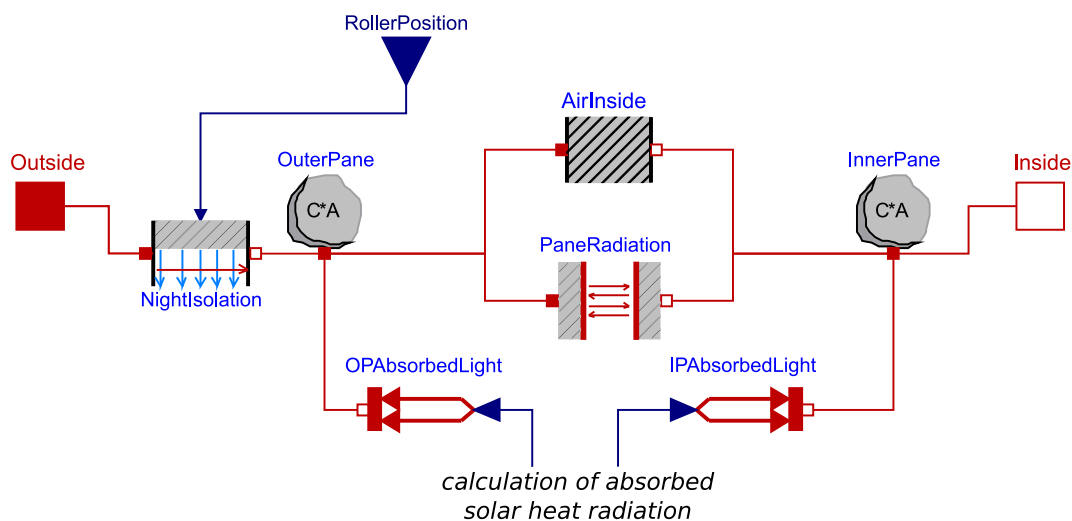 RollerPosition
AirInside
Outside
OuterPane
InnerPane
Inside
C*A
C*A
PaneRadiation
NightIsolation
OPAbsorbedLight
IPAbsorbedLight
calculation of absorbed
solar heat radiation